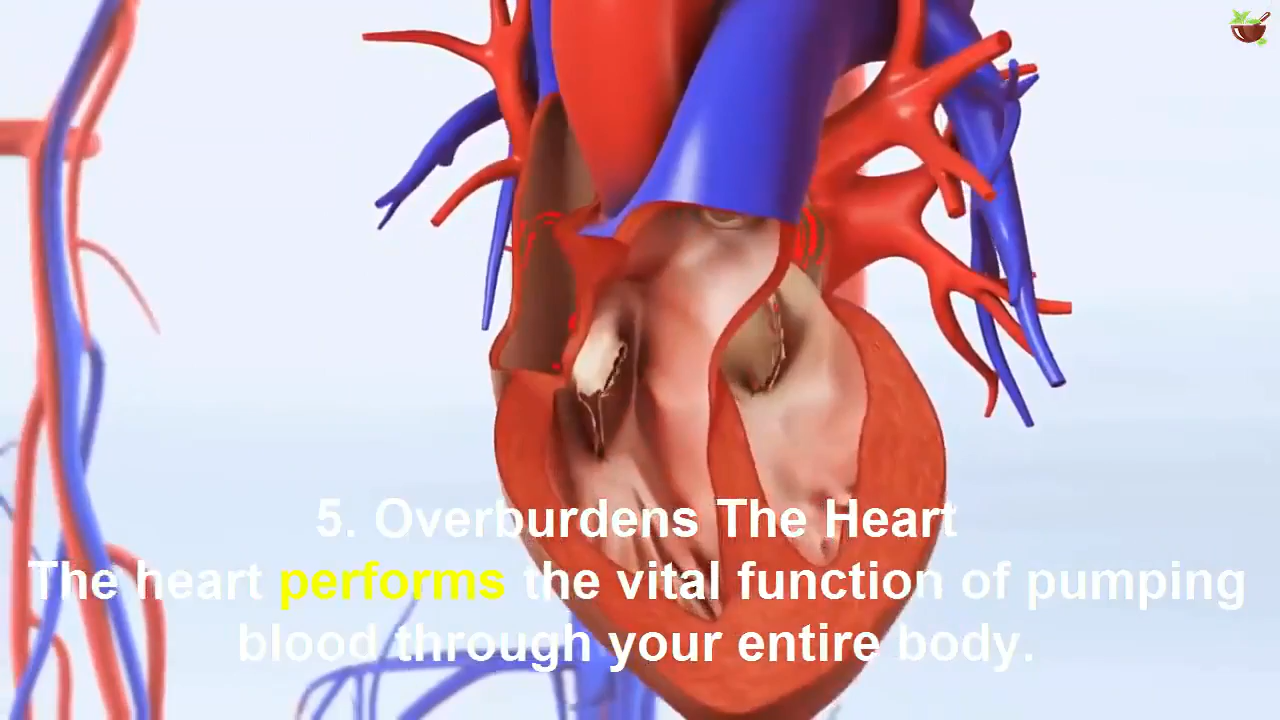 5. Overburdens The Heart
The heart performs the vital function of pumping
blood through your entire body.